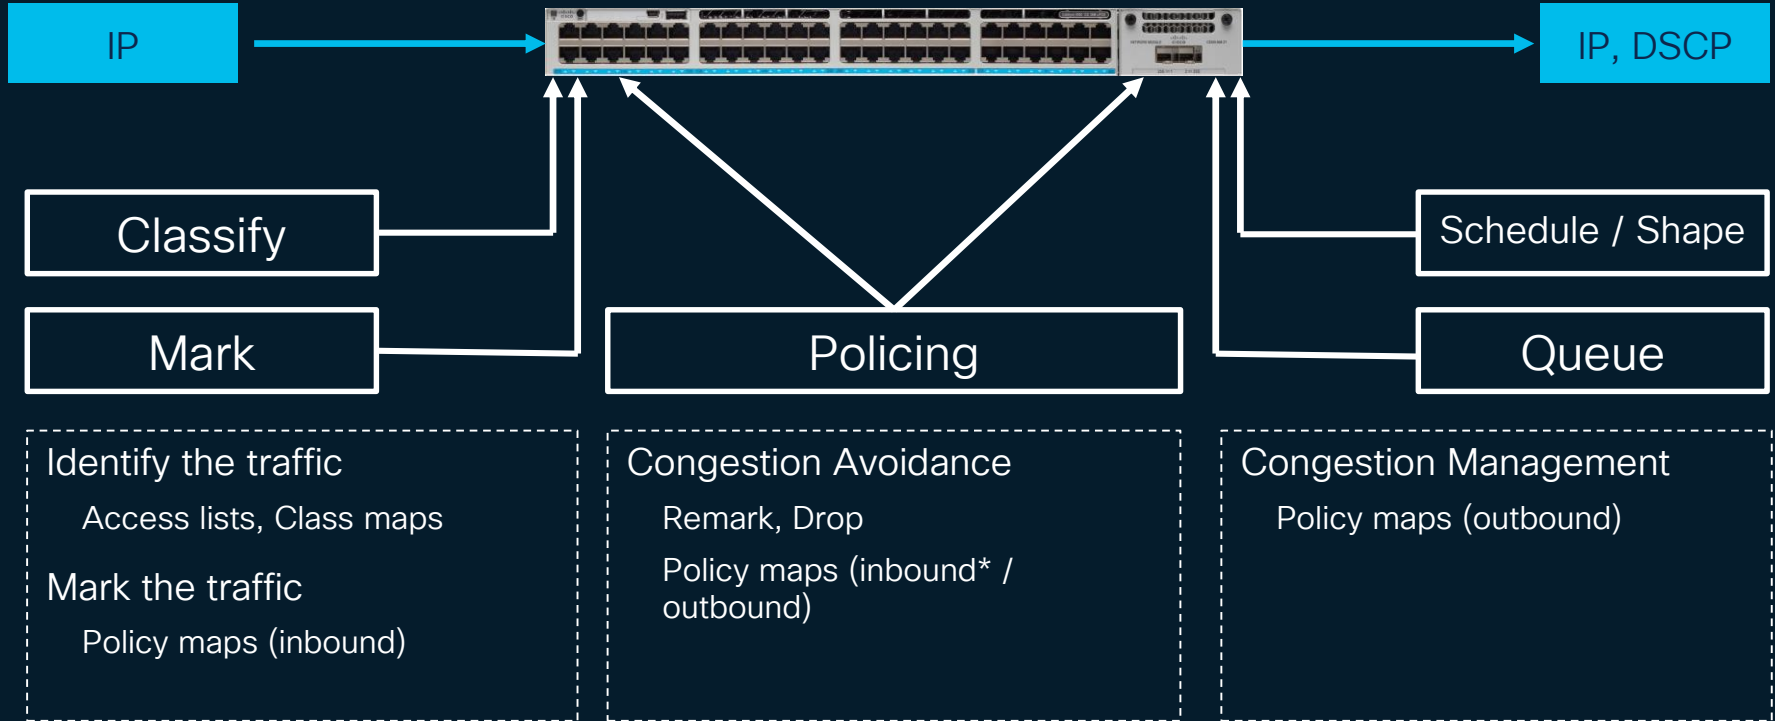 IP
IP, DSCP
Classify
Schedule / Shape
Mark
Policing
Queue
Identify the traffic
Access lists, Class maps
Mark the traffic
Policy maps (inbound)
Congestion Avoidance
Remark, Drop
Policy maps (inbound* /
outbound)
Congestion Management
Policy maps (outbound)